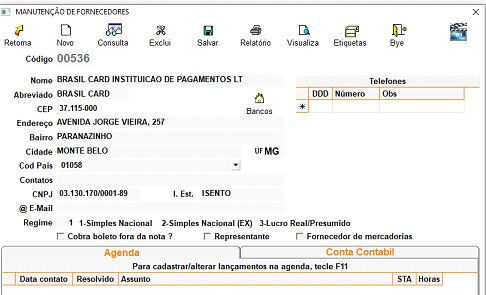 MANUTENÇÃO DE FORNECEDORES
Retorna Novo Consulta Exclui Salvar Relatório Visualiza Etiquetas Bye
Código 00536
Nome BRASIL CARD INSTITUICAO DE PAGAMENTOS LT
Telefones
Abreviado BRASIL CARD
DDD Número Obs
CEP 37.115-000
Bancos
*
Endereço AVENIDA JORGE VIEIRA, 257
Bairro PARANAZINHO
Cidade MONTE BELO UF MG
Cod Pais 01058
Contatos
CNPJ 03.130.170/0001-89 I. Est. ISENTO
@ E-Mail
Regime 1 1-Simples Nacional 2-Simples Nacional (EX) 3-Lucro Real/Presumido
Cobra boleto fora da nota ? Representante Fornecedor de mercadorias
Agenda Conta Contabil
Para cadastrar/alterar lançamentos na agenda, tecle F11
Data contato Resolvido Assunto STA Horas